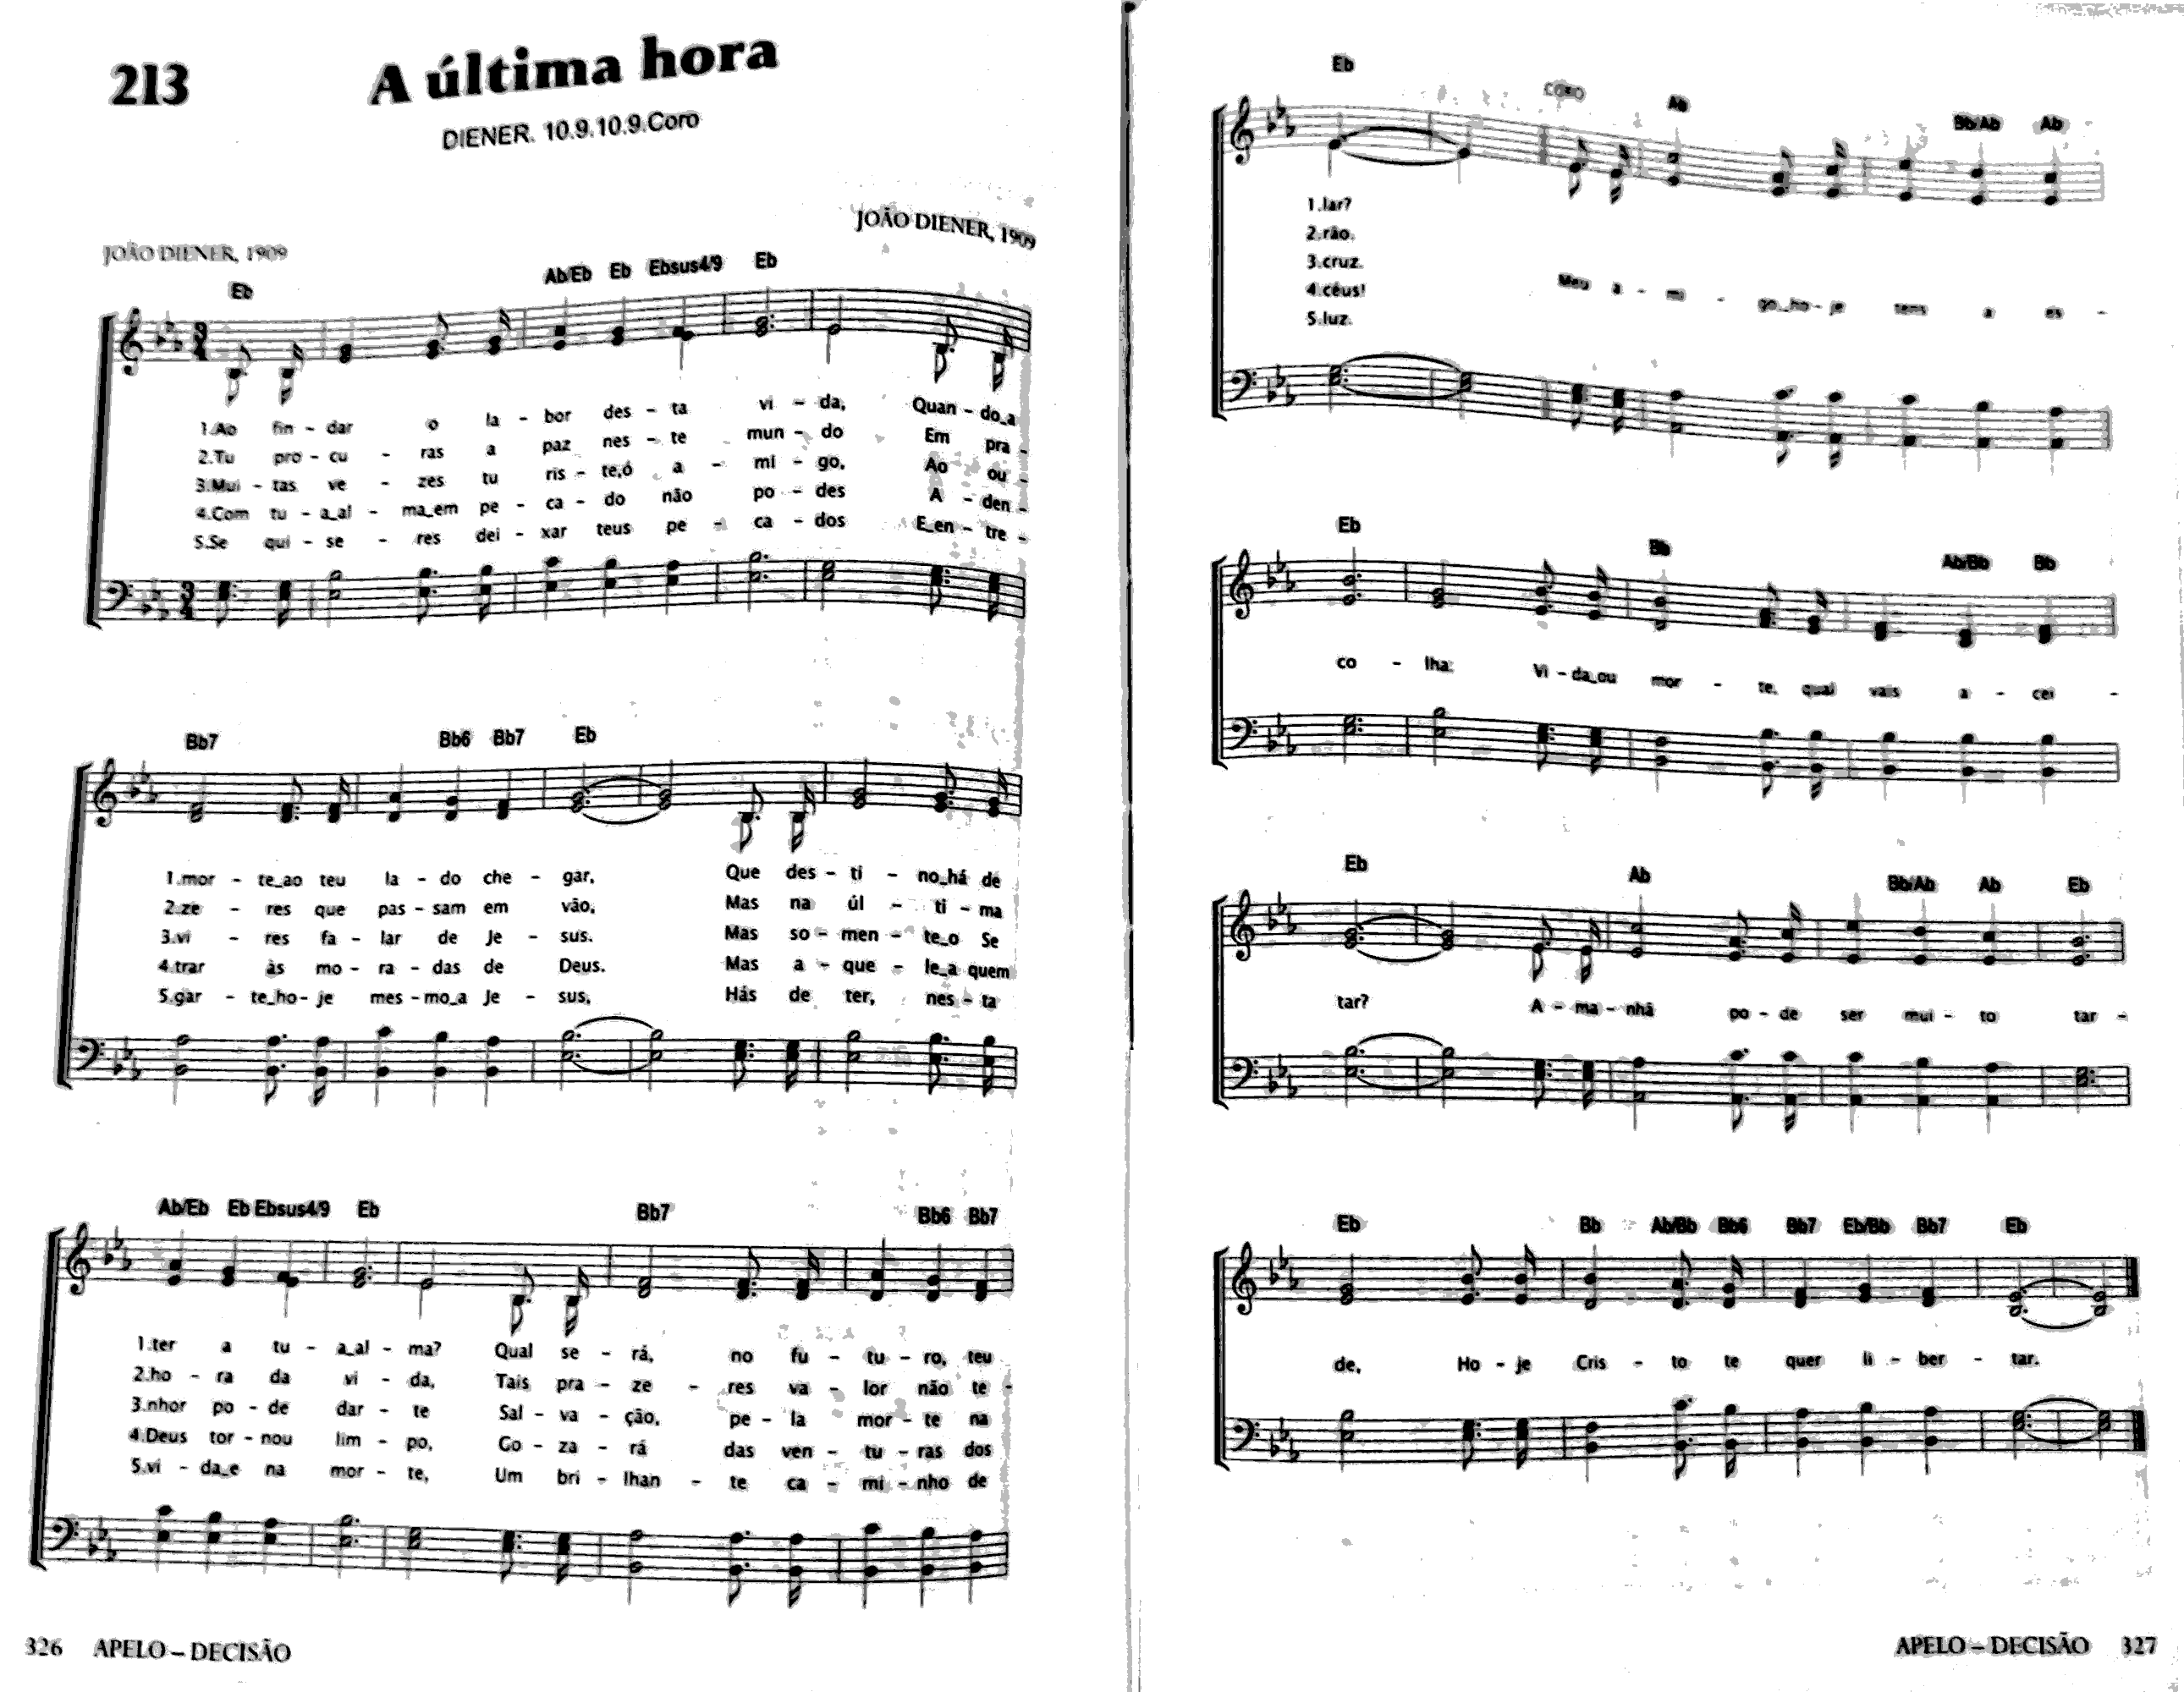 213
A última hora
DIENER. 10.9.10.9.Coro
JOÃO DIENER, 1909
JOÃO DIENER, 1909
Eb Ab/Eb Eb Ebsus4/9 Eb
1.Ao fin - dar o la - bor des - ta vi - da, Quan - do_a
2.Tu pro - cu - ras a paz nes - te mun - do Em pra -
3.Mui - tas ve - zes tu ris - te,ó a - mi - go, Ao ou -
4.Com tu - a_al - ma_em pe - ca - do não po - des A - den -
5.Se qui - se - res dei - xar teus pe - ca - dos E_en - tre -
Bb7 Bb6 Bb7 Eb
1.mor - te_ao teu la - do che - gar, Que des - ti - no_há de
2.ze - res que pas - sam em vão, Mas na úl - ti - ma
3.vi - res fa - lar de Je - sus. Mas so - men - te_o Se
4.trar às mo - ra - das de Deus. Mas a - que - le_a quem
5.gar - te_ho - je mes - mo_a Je - sus, Hás de ter, nes - ta
Ab/Eb Eb Ebsus4/9 Eb Bb7 Bb6 Bb7
1.ter a tu - a_al - ma? Qual se - rá, no fu - tu - ro, teu
2.ho - ra da vi - da, Tais pra - ze - res va - lor não te -
3.nhor po - de dar - te Sal - va - ção, pe - la mor - te na
4.Deus tor - nou lim - po, Go - za - rá das ven - tu - ras dos
5.vi - da_e na mor - te, Um bri - lhan - te ca - mi - nho de
326 APELO – DECISÃO
Eb CORO Ab Bb/Ab Ab
1.lar?
2.rão.
3.cruz.
4.céus!
5.luz.
Meu a - mi - go_ho - je tens a es -
Eb Bb Ab/Bb Bb
co - lha: Vi - da_ou mor - te, qual vais a - cei -
Eb Ab Bb/Ab Ab Eb
tar? A - ma - nhã po - de ser mui - to tar -
Eb Bb Ab/Bb Bb6 Bb7 Eb/Bb Bb7 Eb
de, Ho - je Cris - to te quer li - ber - tar.
APELO – DECISÃO 327